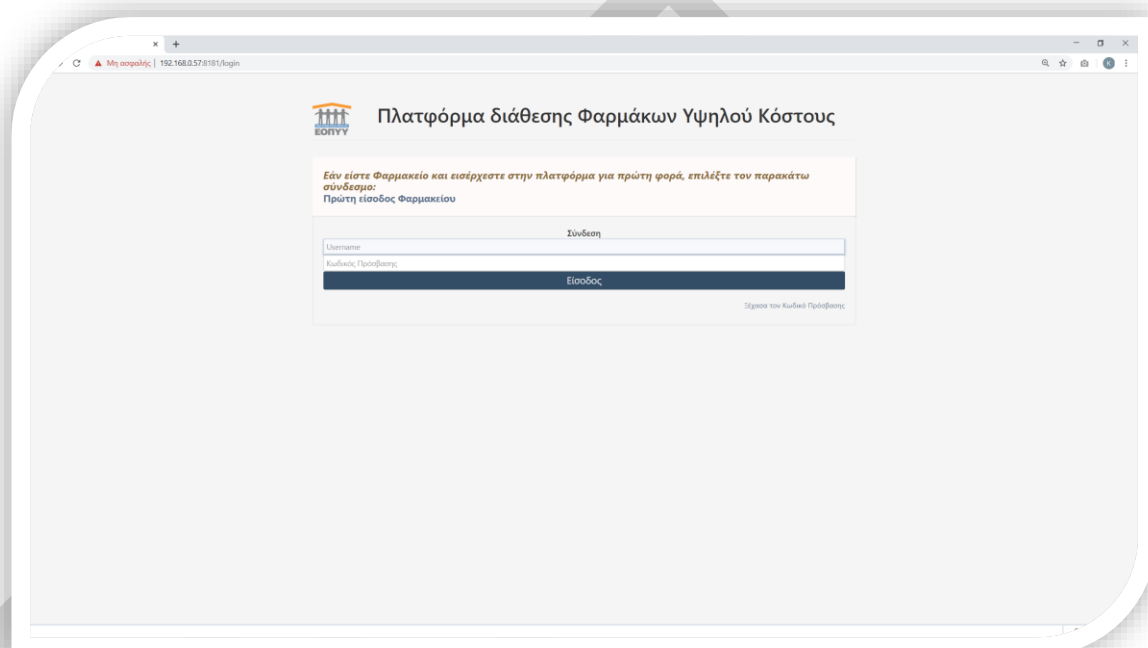 Μη ασφαλής | 192.168.0.57:8181/login
K
ΕΟΠΥΥ
Πλατφόρμα διάθεσης Φαρμάκων Υψηλού Κόστους
Εάν είστε Φαρμακείο και εισέρχεστε στην πλατφόρμα για πρώτη φορά, επιλέξτε τον παρακάτω
σύνδεσμο:
Πρώτη είσοδος Φαρμακείου
Σύνδεση
Username
Κωδικός Πρόσβασης
Είσοδος
Ξέχασα τον Κωδικό Πρόσβασης